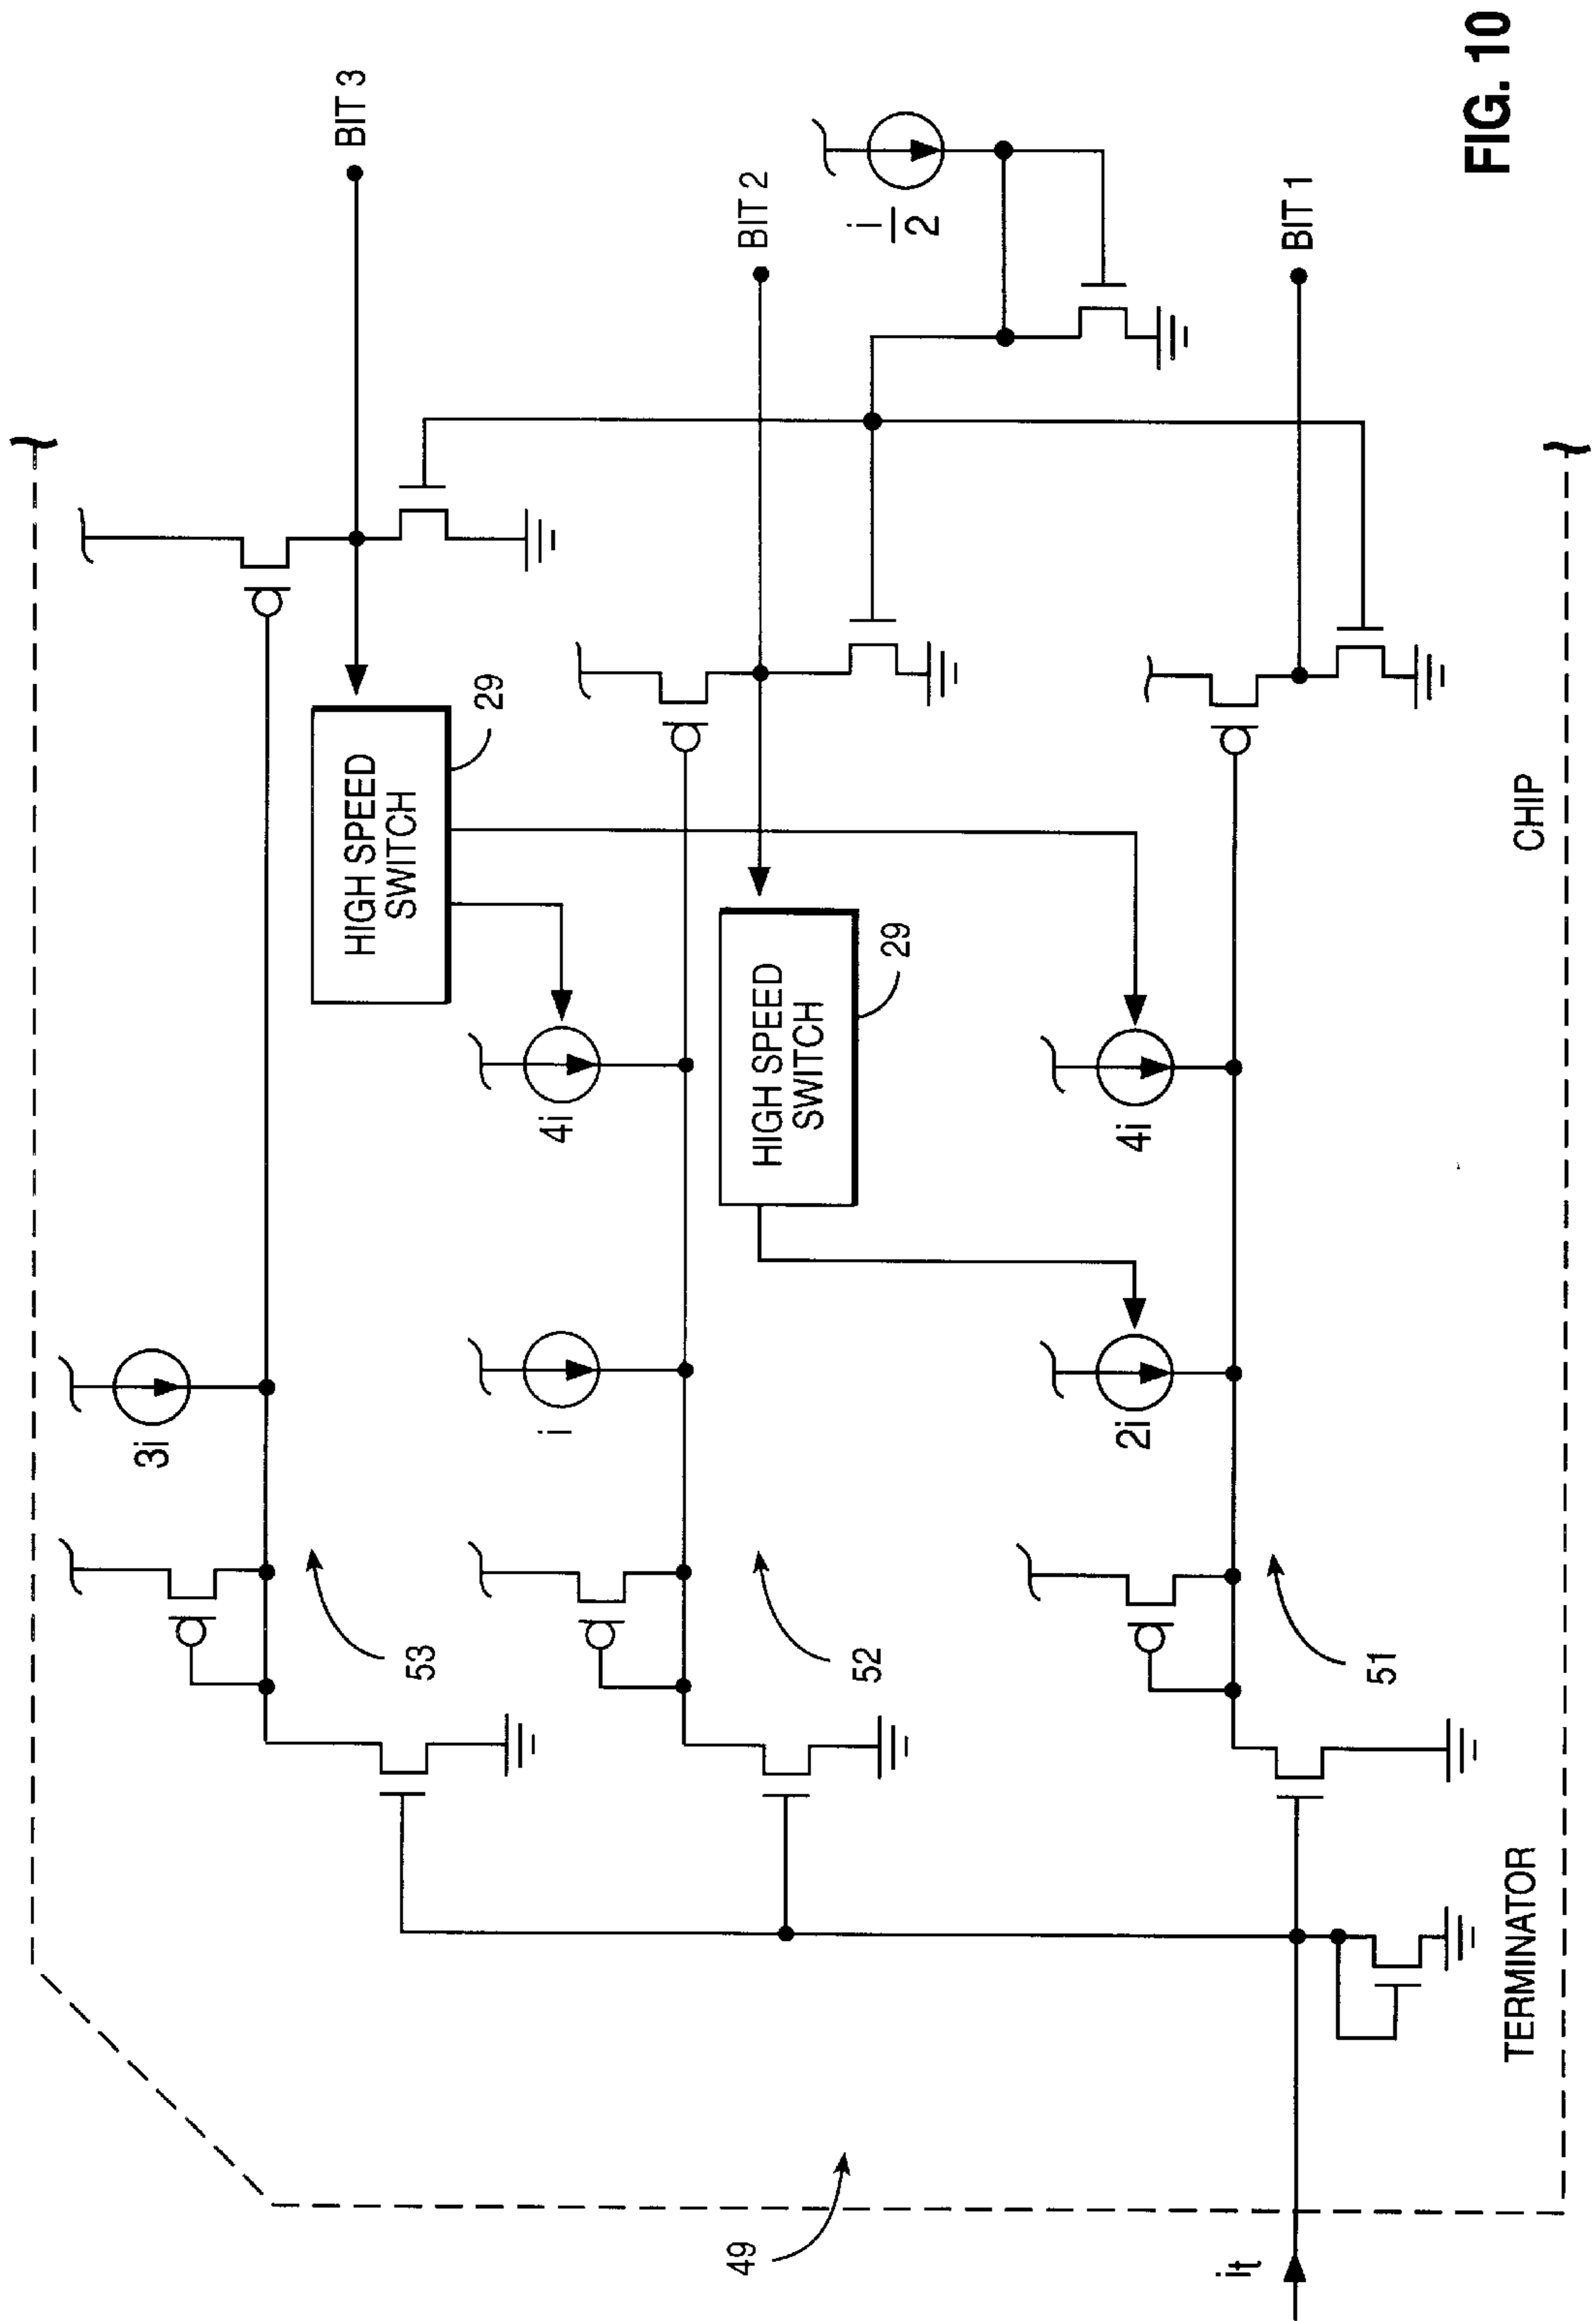 FIG. 10
BIT 3
BIT 2
i
2
BIT 1
29
HIGH SPEED
SWITCH
CHIP
29
HIGH SPEED
SWITCH
4i
4i
3i
i
2i
53
52
51
TERMINATOR
49
it